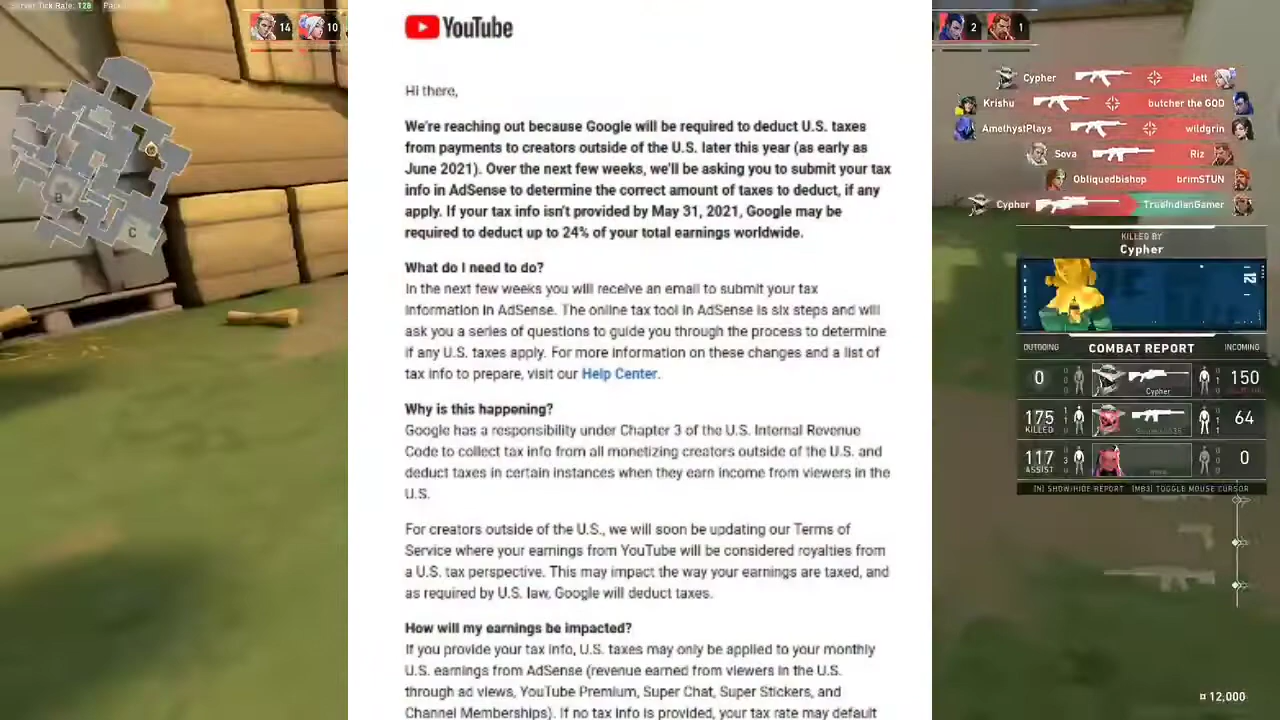 Server Tick Rate: 128
14
10
2
1
YouTube
Hi there,
We're reaching out because Google will be required to deduct U.S. taxes
from payments to creators outside of the U.S. later this year (as early as
June 2021). Over the next few weeks, we'll be asking you to submit your tax
info in AdSense to determine the correct amount of taxes to deduct, if any
apply. If your tax info isn't provided by May 31, 2021, Google may be
required to deduct up to 24% of your total earnings worldwide.
What do I need to do?
In the next few weeks you will receive an email to submit your tax
information in AdSense. The online tax tool in AdSense is six steps and will
ask you a series of questions to guide you through the process to determine
if any U.S. taxes apply. For more information on these changes and a list of
tax info to prepare, visit our Help Center.
Why is this happening?
Google has a responsibility under Chapter 3 of the U.S. Internal Revenue
Code to collect tax info from all monetizing creators outside of the U.S. and
deduct taxes in certain instances when they earn income from viewers in the
U.S.
For creators outside of the U.S., we will soon be updating our Terms of
Service where your earnings from YouTube will be considered royalties from
a U.S. tax perspective. This may impact the way your earnings are taxed, and
as required by U.S. law, Google will deduct taxes.
How will my earnings be impacted?
If you provide your tax info, U.S. taxes may only be applied to your monthly
U.S. earnings from AdSense (revenue earned from viewers in the U.S.
through ad views, YouTube Premium, Super Chat, Super Stickers, and
Channel Memberships). If no tax info is provided, your tax rate may default
B
C
Cypher Jett
Krishu butcher the GOD
AmethystPlays wildgrin
Sova Riz
Obliquedbishop brimSTUN
Cypher TrueIndianGamer
KILLED BY
Cypher
OUTGOING COMBAT REPORT INCOMING
0 Cypher 150
175 KILLED 64
117 ASSIST 0
[N] SHOW/HIDE REPORT [MB3] TOGGLE MOUSE CURSOR
¤ 12,000